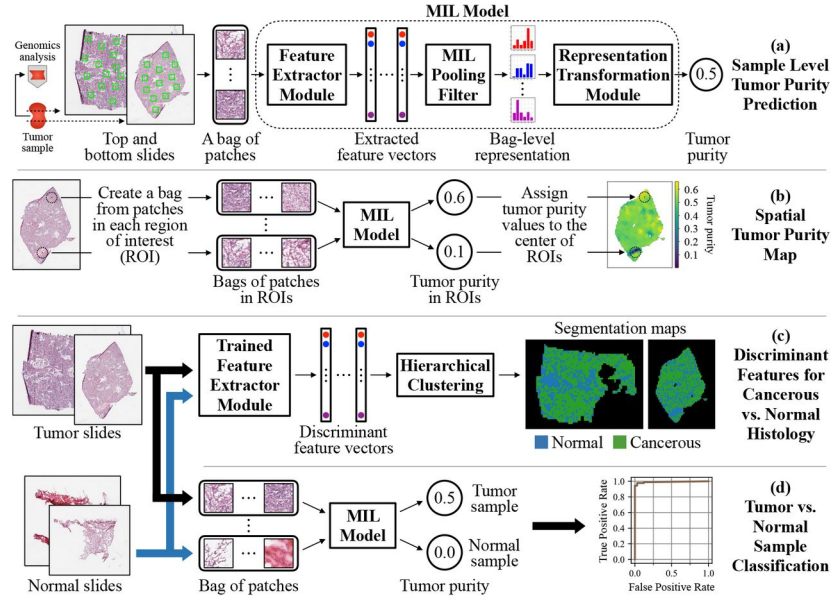 MIL Model
Genomics
analysis
Tumor
sample
Top and
bottom slides
A bag of
patches
Feature
Extractor
Module
Extracted
feature vectors
MIL
Pooling
Filter
Bag-level
representation
Representation
Transformation
Module
0.5
Tumor
purity
(a)
Sample Level
Tumor Purity
Prediction
Create a bag
from patches
in each region
of interest
(ROI)
Bags of patches
in ROIs
MIL
Model
0.6
0.1
Tumor purity
in ROIs
Assign
tumor purity
values to the
center of
ROIs
0.6
0.5
0.4
0.3
0.2
0.1
Tumor purity
(b)
Spatial
Tumor Purity
Map
Tumor slides
Trained
Feature
Extractor
Module
Discriminant
feature vectors
Hierarchical
Clustering
Segmentation maps
Normal
Cancerous
(c)
Discriminant
Features for
Cancerous
vs. Normal
Histology
Normal slides
Bag of patches
MIL
Model
0.5
Tumor
sample
0.0
Normal
sample
Tumor purity
True Positive Rate
1.0
0.8
0.6
0.4
0.2
0.0
0.0
0.5
1.0
False Positive Rate
(d)
Tumor vs.
Normal
Sample
Classification